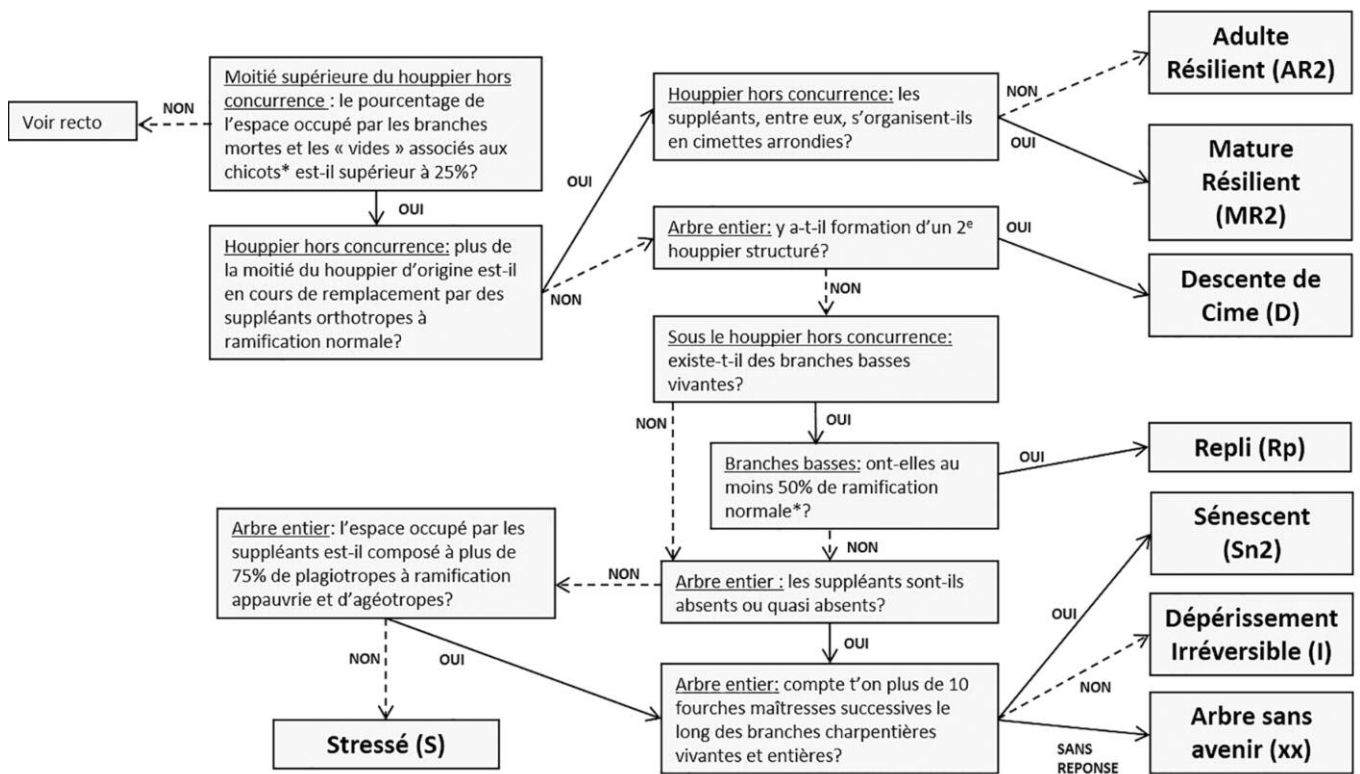 Voir recto
NON
Moitié supérieure du houppier hors
concurrence : le pourcentage de
l'espace occupé par les branches
mortes et les « vides » associés aux
chicots* est-il supérieur à 25%?
OUI
Houppier hors concurrence: plus de
la moitié du houppier d'origine est-il
en cours de remplacement par des
suppléants orthotropes à
ramification normale?
OUI
NON
Houppier hors concurrence: les
suppléants, entre eux, s'organisent-ils
en cimettes arrondies?
NON
OUI
Adulte
Résilient (AR2)
Mature
Résilient
(MR2)
Arbre entier: y a-t-il formation d'un 2e
houppier structuré?
OUI
NON
Descente de
Cime (D)
Sous le houppier hors concurrence:
existe-t-il des branches basses
vivantes?
NON
OUI
Branches basses: ont-elles au
moins 50% de ramification
normale*?
OUI
NON
Repli (Rp)
Arbre entier : les suppléants sont-ils
absents ou quasi absents?
NON
OUI
Arbre entier: l'espace occupé par les
suppléants est-il composé à plus de
75% de plagiotropes à ramification
appauvrie et d'agéotropes?
NON
OUI
Stressé (S)
Arbre entier: compte t'on plus de 10
fourches maîtresses successives le
long des branches charpentières
vivantes et entières?
OUI
NON
SANS
REPONSE
Sénescent
(Sn2)
Dépérissement
Irréversible (I)
Arbre sans
avenir (xx)